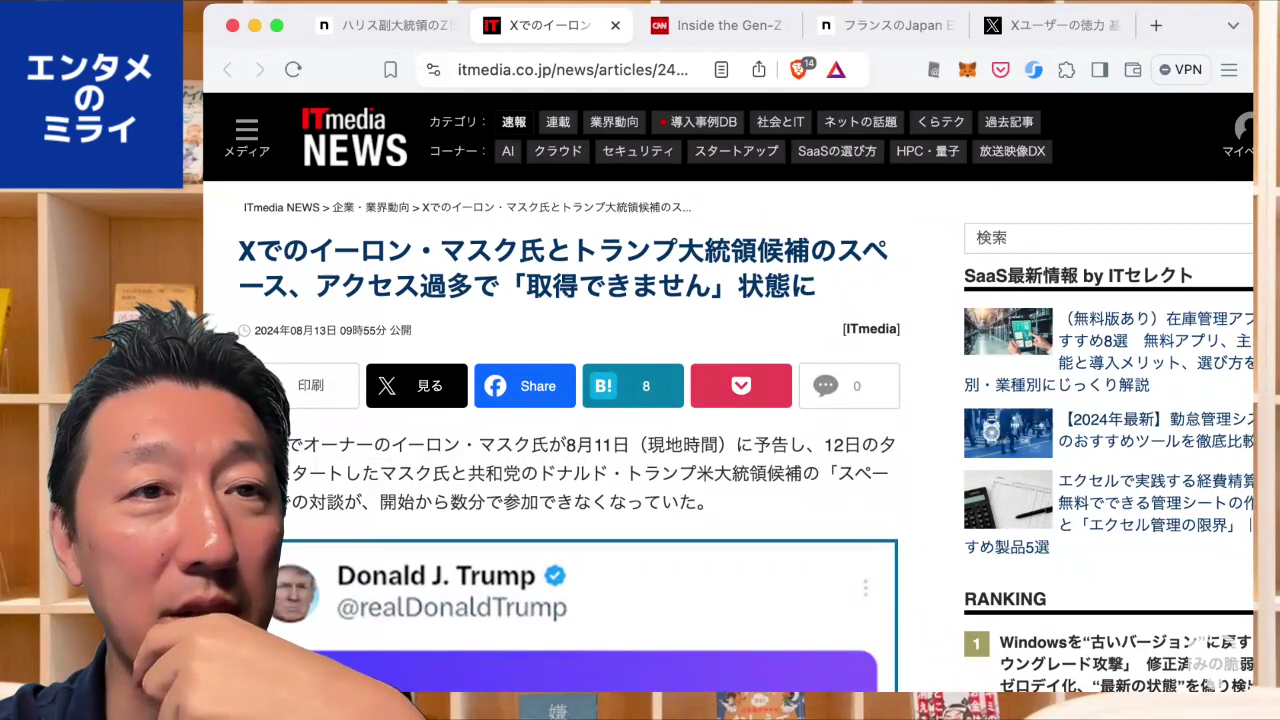 エンタメ
の
ミライ
ハリス副大統領のZ
Xでのイーロン
CNN
Inside the Gen-Z
フランスのJapan E
Xユーザーの徳力 基
itmedia.co.jp/news/articles/24...
14
VPN
メディア
ITmedia
NEWS
カテゴリ： 速報 連載 業界動向 導入事例DB 社会とIT ネットの話題 くらテク 過去記事
コーナー： AI クラウド セキュリティ スタートアップ SaaSの選び方 HPC・量子 放送映像DX
マイペ
ITmedia NEWS > 企業・業界動向 > Xでのイーロン・マスク氏とトランプ大統領候補のス...
Xでのイーロン・マスク氏とトランプ大統領候補のスペ
ース、アクセス過多で「取得できません」状態に
2024年08月13日 09時55分 公開
[ITmedia]
印刷
見る
Share
B! 8
0
でオーナーのイーロン・マスク氏が8月11日（現地時間）に予告し、12日の夕
タートしたマスク氏と共和党のドナルド・トランプ米大統領候補の「スペー
の対談が、開始から数分で参加できなくなっていた。
Donald J. Trump
@realDonaldTrump
検索
SaaS最新情報 by ITセレクト
（無料版あり）在庫管理アプ
すすめ8選 無料アプリ、主
能と導入メリット、選び方を
別・業種別にじっくり解説
【2024年最新】勤怠管理シス
のおすすめツールを徹底比較
エクセルで実践する経費精算
無料でできる管理シートの作
と「エクセル管理の限界」｜
すめ製品5選
RANKING
1
Windowsを“古いバージョン”に戻す
ウングレード攻撃」 修正済みの脆弱
ゼロデイ化、“最新の状態”を偽り検
嫌